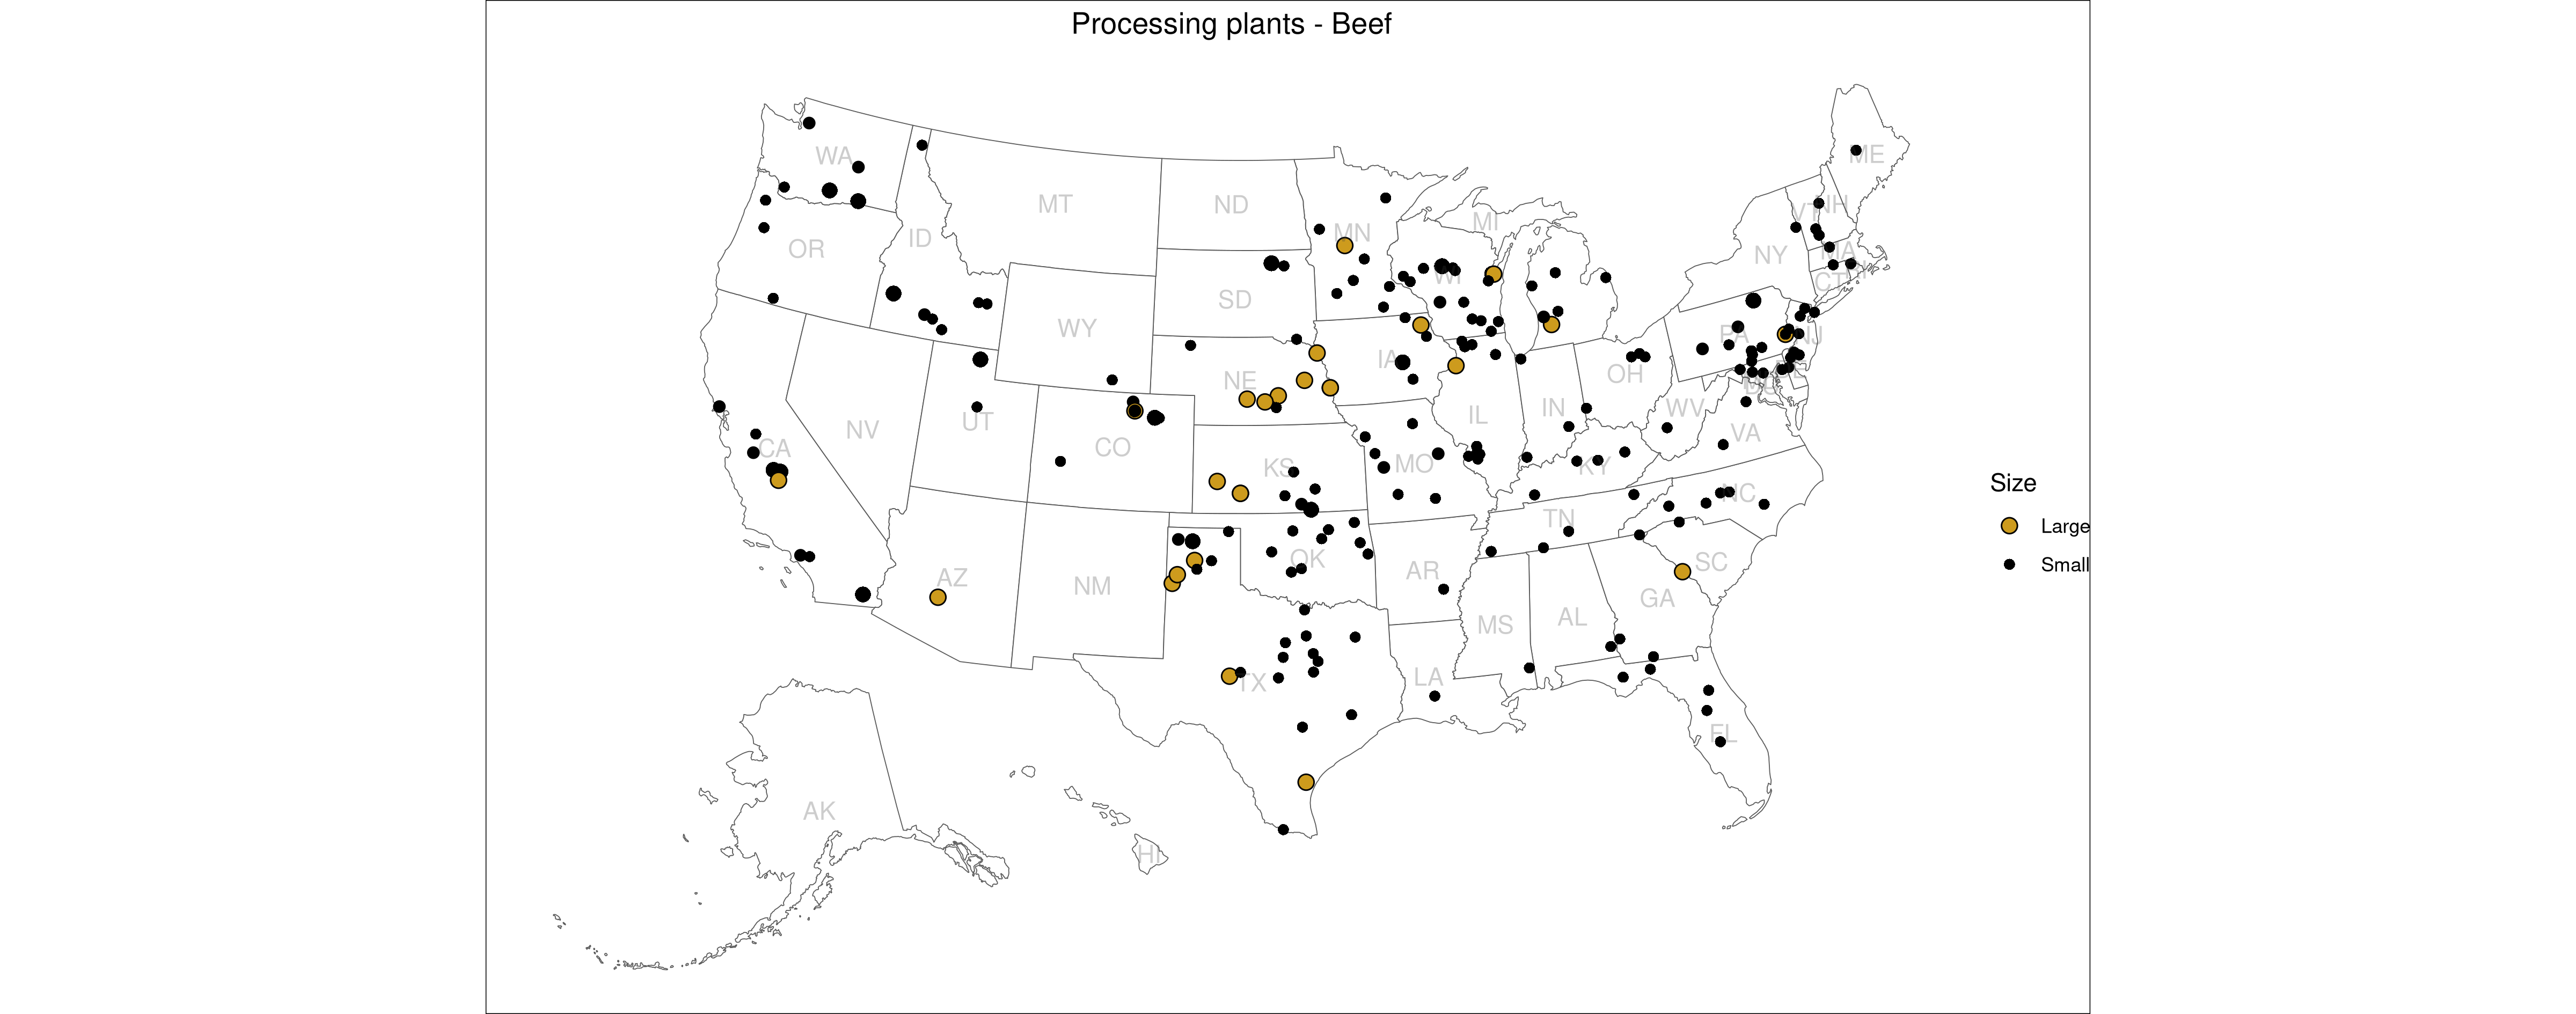 Processing plants - Beef
ME
WA
NH
VT
MT
ND
MI
MN
OR
ID
NY
MA
WI
CT
SD
WY
PA
NJ
IA
NE
OH
UT
CO
NV
IL
IN
WV
VA
CA
KS
MO
KY
Size
NC
TN
Large
OK
SC
Small
AZ
NM
AR
GA
MS
AL
LA
TX
FL
AK
HI